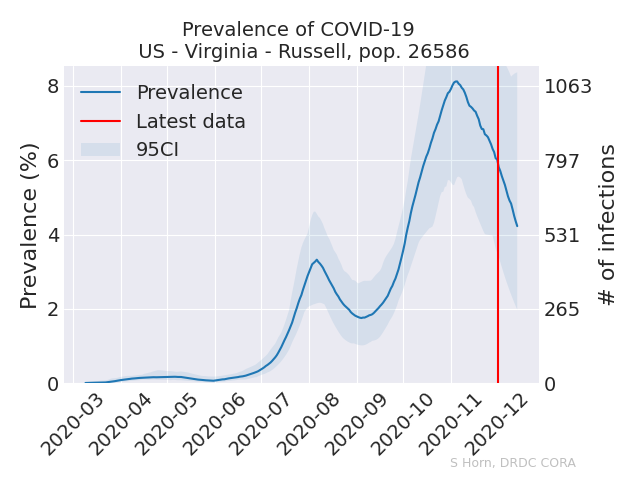 Prevalence of COVID-19
US - Virginia - Russell, pop. 26586
Prevalence
Latest data
95CI
Prevalence (%)
8
6
4
2
0
1063
797
531
265
0
# of infections
2020-03
2020-04
2020-05
2020-06
2020-07
2020-08
2020-09
2020-10
2020-11
2020-12
S Horn, DRDC CORA